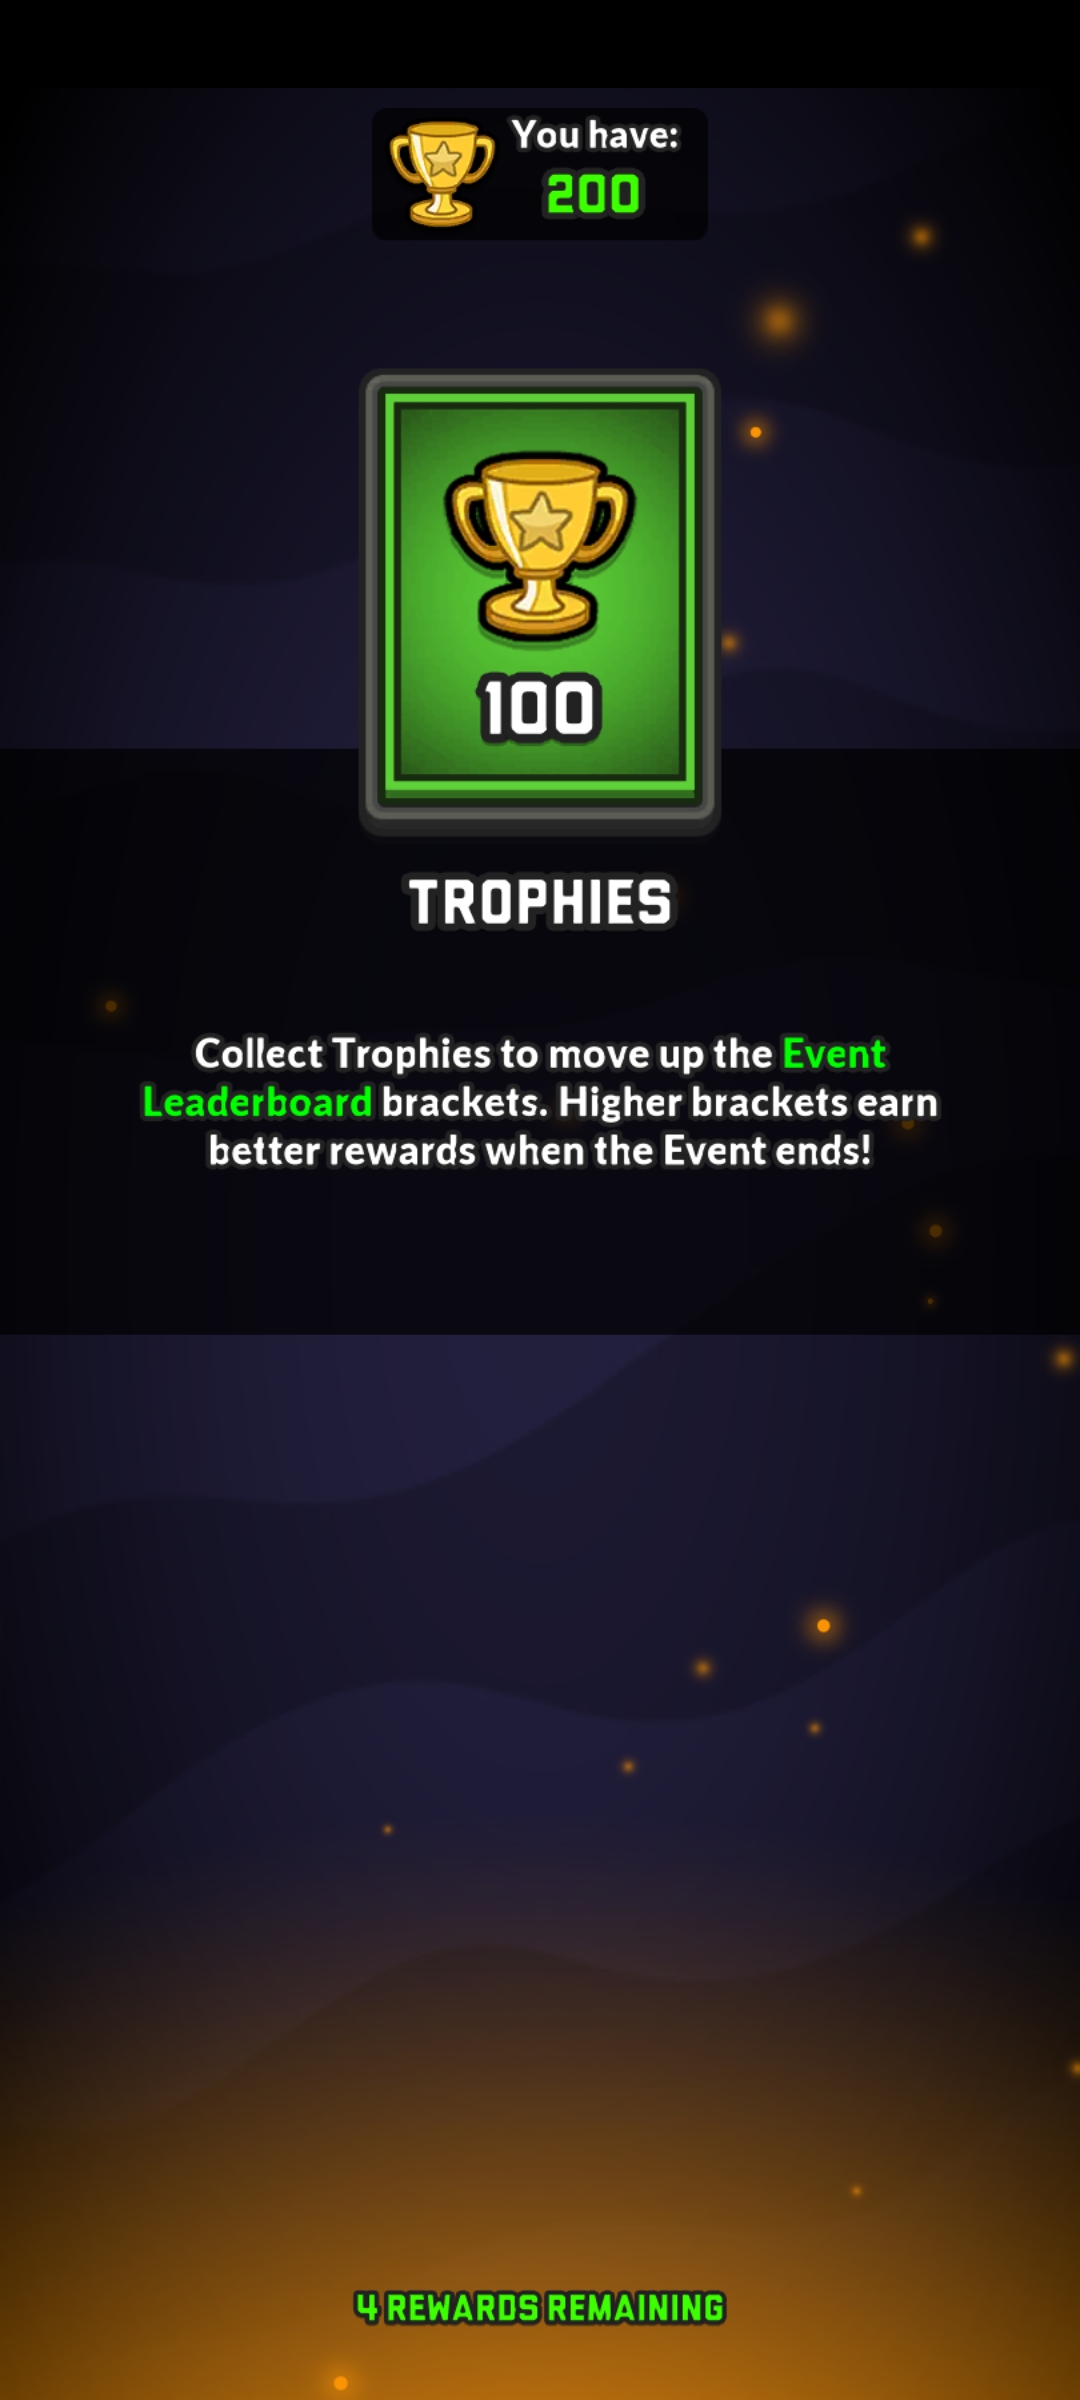 You have:
200
100
TROPHIES
Collect Trophies to move up the Event
Leaderboard brackets. Higher brackets earn
better rewards when the Event ends!
4 REWARDS REMAINING